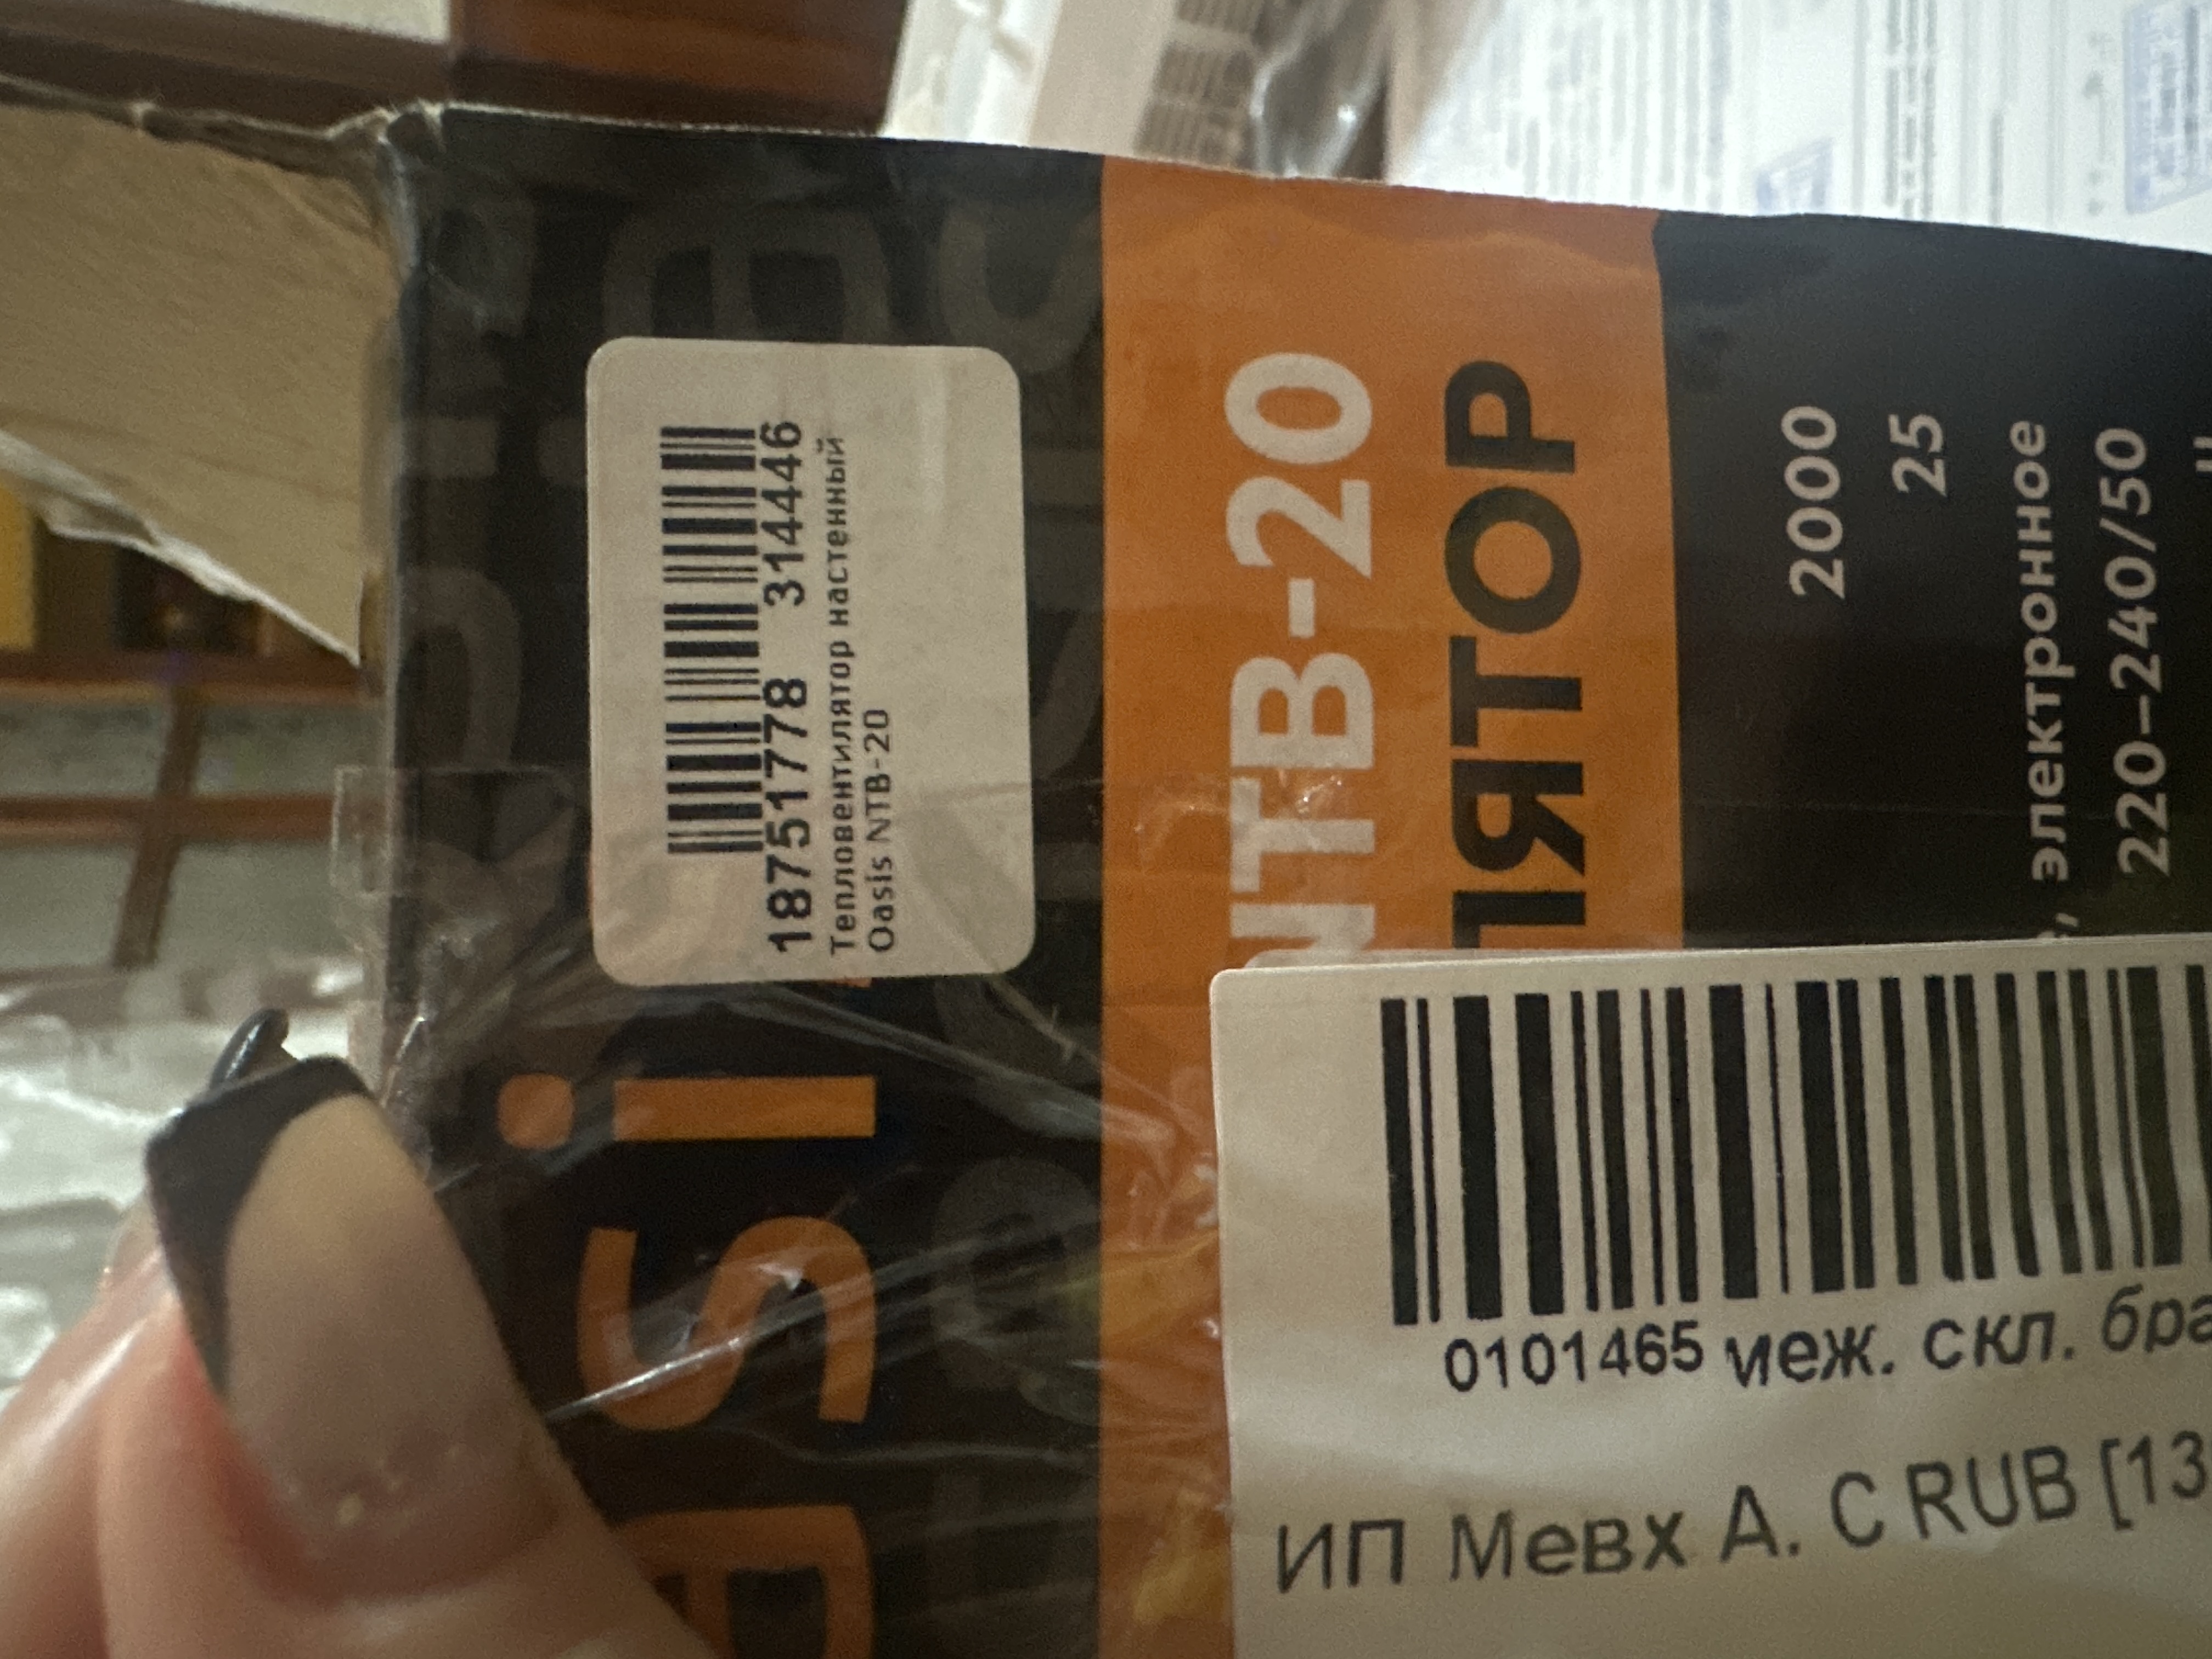 18751778 314446
Тепловентилятор настенный
Oasis NTB-20
NTB-20
ЛЯТОР
2000
25
, электронное
220–240/50
0101465 меж. скл. бра
ИП Мевх А. С RUB [13
asis